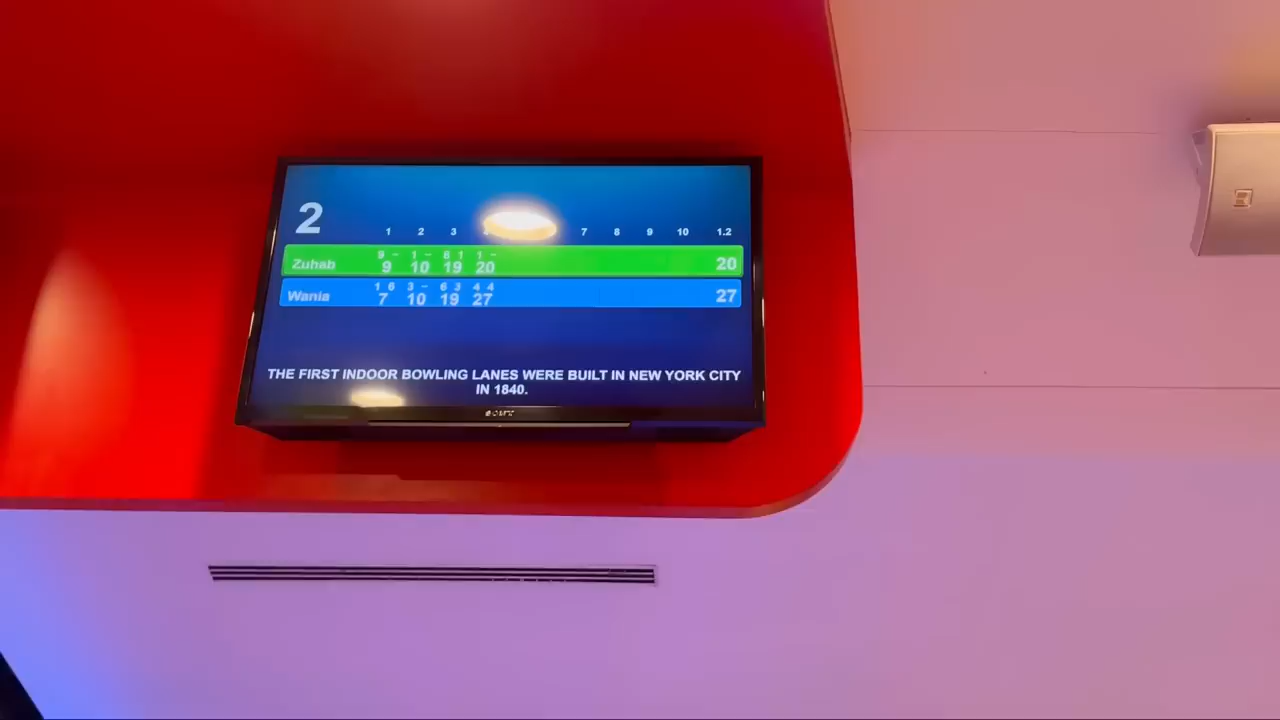 2
1 2 3 7 8 9 10 1.2
9 - 1 - 8 1 1 -
Zuhab 9 10 19 20 20
1 6 3 - 6 3 4 4
Wania 7 10 19 27 27
THE FIRST INDOOR BOWLING LANES WERE BUILT IN NEW YORK CITY
IN 1840.
SONY